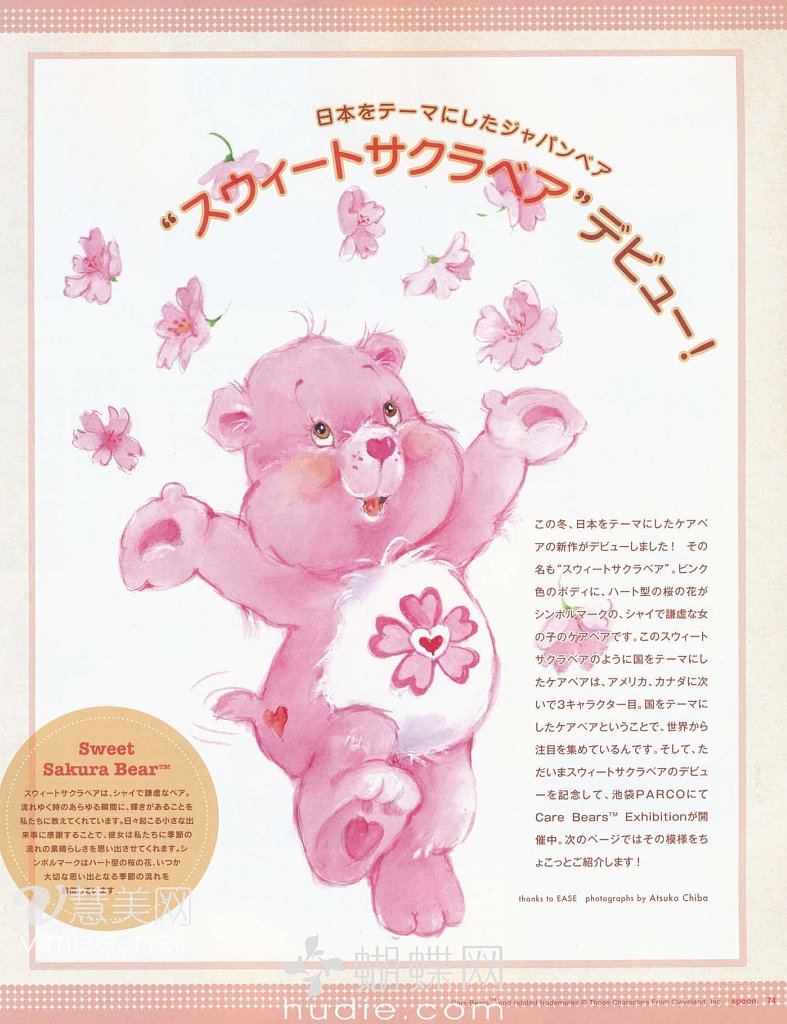 日本をテーマにしたジャパンベア
“スウィートサクラベア”デビュー!
この冬、日本をテーマにしたケアベ
アの新作がデビューしました！ その
名も“スウィートサクラベア”。ピンク
色のボディに、ハート型の桜の花が
シンボルマークの、シャイで謙虚な女
の子のケアベアです。このスウィート
サクラベアのように国をテーマにし
たケアベアは、アメリカ、カナダに次
いで3キャラクター目。国をテーマに
したケアベアということで、世界から
注目を集めているんです。そして、た
だいまスウィートサクラベアのデビュ
ーを記念して、池袋PARCOにて
Care Bears™ Exhibitionが開
催中。次のページではその模様をち
ょこっとご紹介します！
thanks to EASE photographs by Atsuko Chiba
Sweet
Sakura Bear™
スウィートサクラベアは、シャイで謙虚なベア。
流れゆく時のあらゆる瞬間に、輝きがあることを
私たちに教えてくれています。日々起こる小さな出
来事に感謝することで、彼女は私たちに季節の
流れの素晴らしさを思い出させてくれます。シ
ンボルマークはハート型の桜の花、いつか
大切な思い出となる季節の流れを
ています。
慧美网
vimee.net
蝴蝶网
hudie.com
Care Bears™ and related trademarks © Those Characters From Cleveland, Inc. spoon. 74